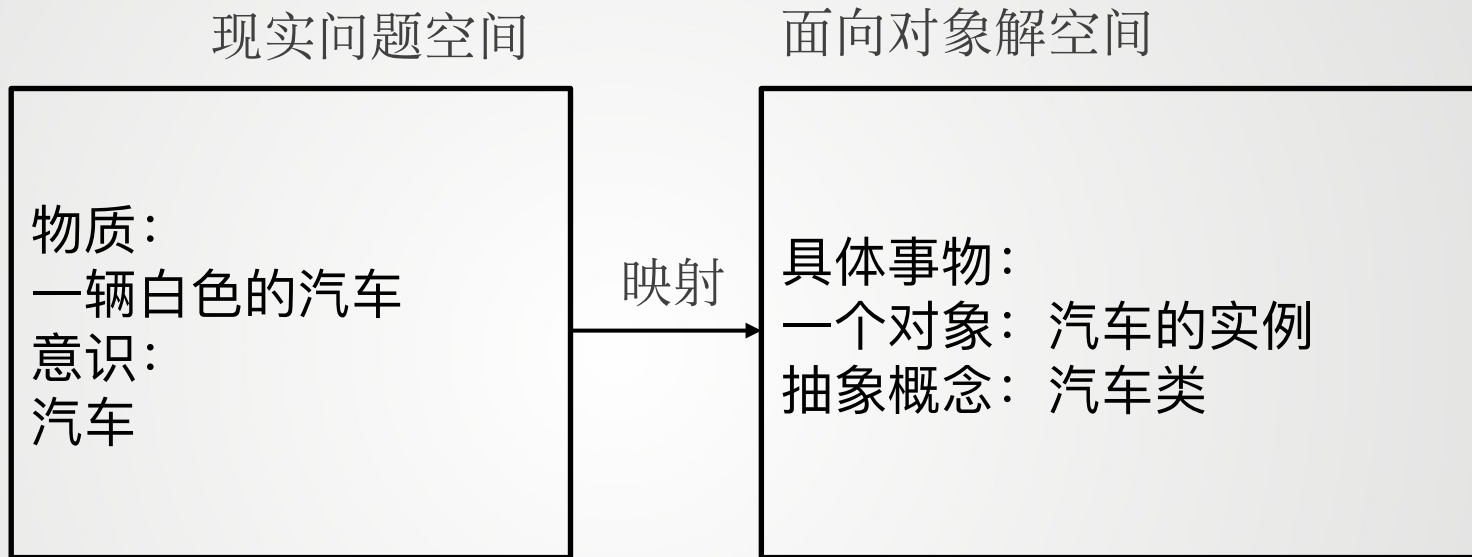 现实问题空间
面向对象解空间
物质：
一辆白色的汽车
意识：
汽车
映射
具体事物：
一个对象：汽车的实例
抽象概念：汽车类